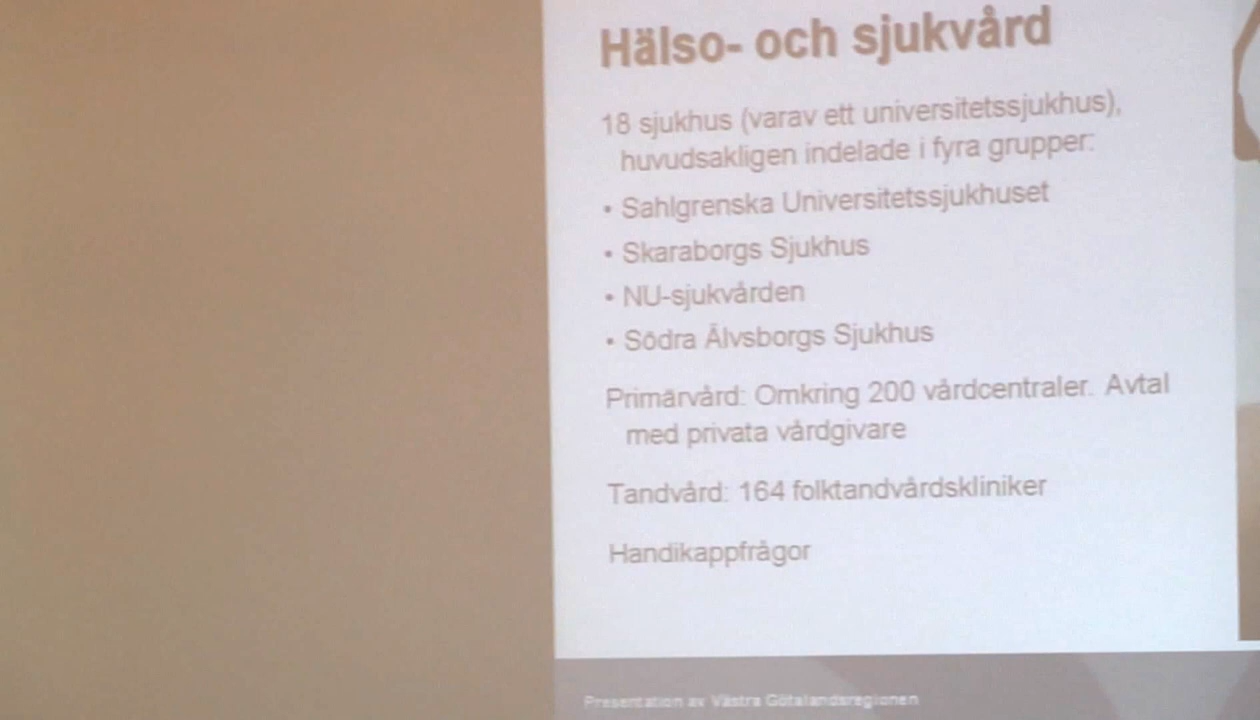 Hälso- och sjukvård
18 sjukhus (varav ett universitetssjukhus),
huvudsakligen indelade i fyra grupper:
• Sahlgrenska Universitetssjukhuset
• Skaraborgs Sjukhus
• NU-sjukvården
• Södra Älvsborgs Sjukhus
Primärvård: Omkring 200 vårdcentraler. Avtal
med privata vårdgivare
Tandvård: 164 folktandvårdskliniker
Handikappfrågor
Presentation av Västra Götalandsregionen